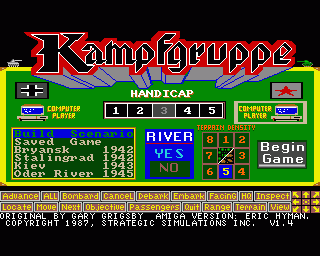 Kampfgruppe
HANDICAP
COMPUTER PLAYER
1 2 3 4 5
COMPUTER PLAYER
Build Scenario
Saved Game
Bryansk 1942
Stalingrad 1942
Kiev 1943
Oder River 1945
RIVER
YES
NO
TERRAIN DENSITY
8 1 2
7 3
6 5 4
Begin Game
Advance ALL Bombard Cancel Debark Embark Facing HQ Inspect
Locate Move Next Objective Passengers Quit Range Terrain View
ORIGINAL BY GARY GRIGSBY AMIGA VERSION: ERIC HYMAN.
COPYRIGHT 1987, STRATEGIC SIMULATIONS INC. V1.4